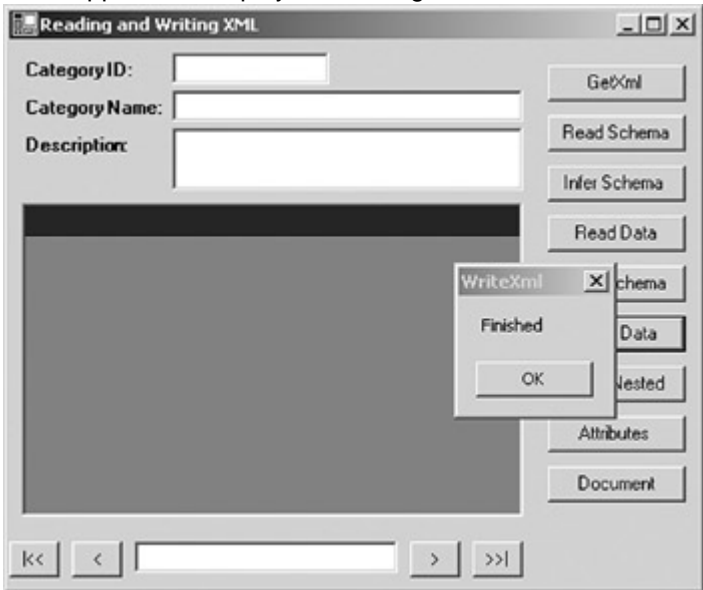 Reading and Writing XML
Category ID:
GetXml
Category Name:
Read Schema
Description:
Infer Schema
Read Data
WriteXml
chema
Finished
Data
OK
Nested
Attributes
Document
|<<
<
>
>>|